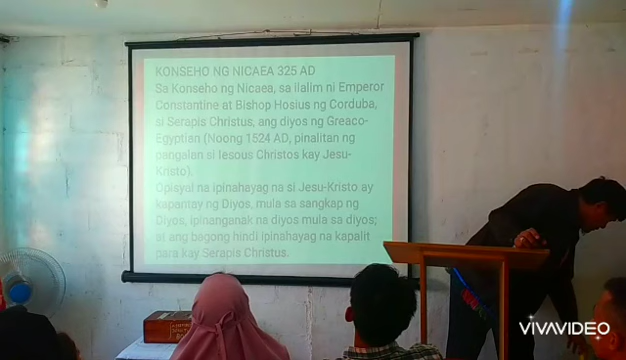 KONSEHO NG NICAEA 325 AD
Sa Konseho ng Nicaea, sa ilalim ni Emperor
Constantine at Bishop Hosius ng Corduba,
si Serapis Christus, ang diyos ng Greaco-
Egyptian (Noong 1524 AD, pinalitan ng
pangalan si Iesous Christos kay Jesu-
Kristo).
Opisyal na ipinahayag na si Jesu-Kristo ay
kapantay ng Diyos, mula sa sangkap ng
Diyos, ipinanganak na diyos mula sa diyos;
at ang bagong hindi ipinahayag na kapalit
para kay Serapis Christus.
VIVAVIDEO